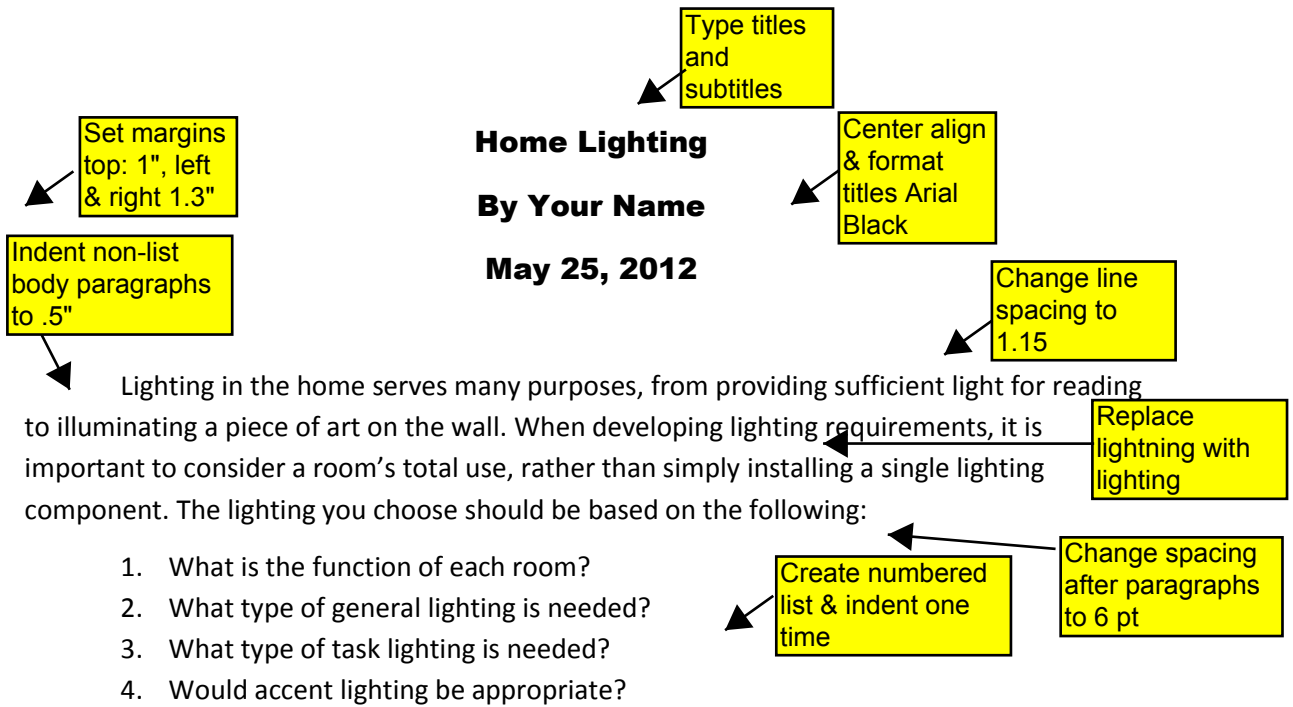 Type titles
and
subtitles
Set margins
top: 1", left
& right 1.3"
Home Lighting
Center align
& format
titles Arial
Black
By Your Name
Indent non-list
body paragraphs
to .5"
May 25, 2012
Change line
spacing to
1.15
Lighting in the home serves many purposes, from providing sufficient light for reading
to illuminating a piece of art on the wall. When developing lighting requirements, it is
important to consider a room’s total use, rather than simply installing a single lighting
component. The lighting you choose should be based on the following:
Replace
lightning with
lighting
Change spacing
after paragraphs
to 6 pt
1. What is the function of each room?
2. What type of general lighting is needed?
3. What type of task lighting is needed?
4. Would accent lighting be appropriate?
Create numbered
list & indent one
time